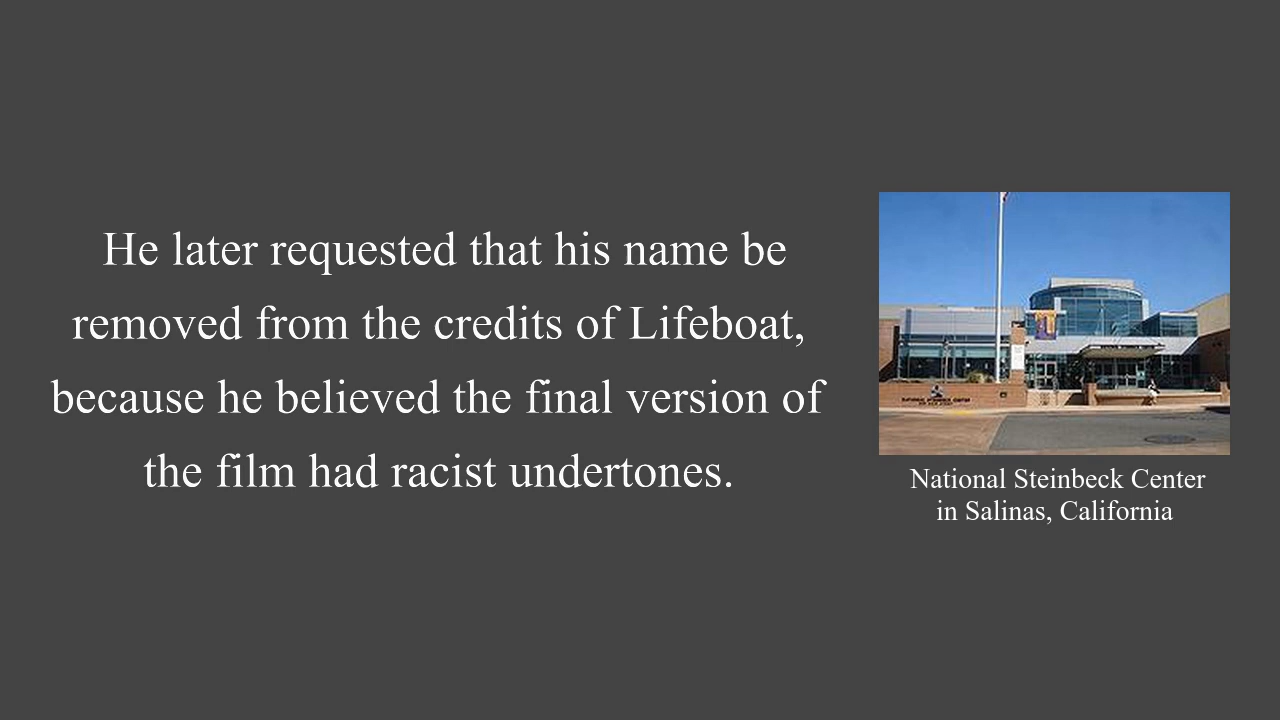 He later requested that his name be
removed from the credits of Lifeboat,
because he believed the final version of
the film had racist undertones.
National Steinbeck Center
in Salinas, California